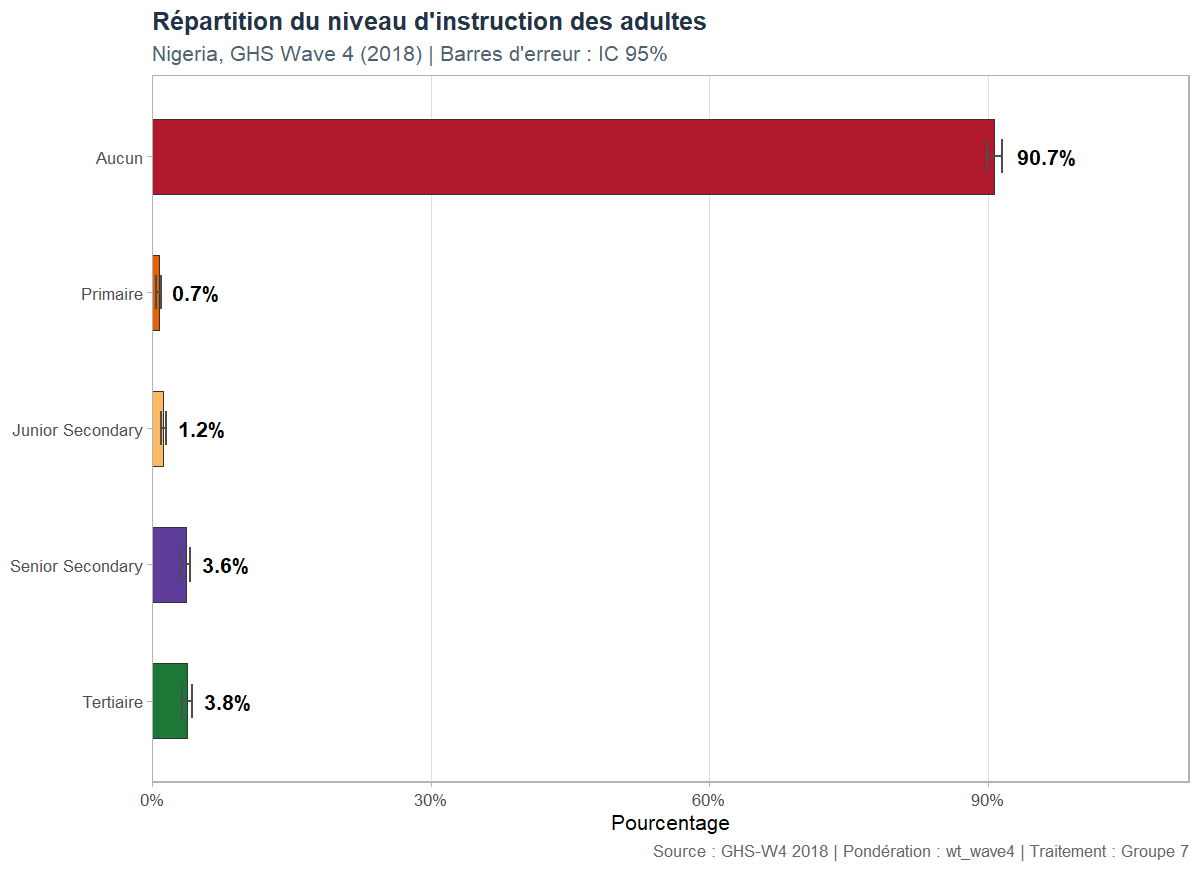 Répartition du niveau d'instruction des adultes
Nigeria, GHS Wave 4 (2018) | Barres d'erreur : IC 95%
Aucun
90.7%
Primaire
0.7%
Junior Secondary
1.2%
Senior Secondary
3.6%
Tertiaire
3.8%
0%
30%
60%
90%
Pourcentage
Source : GHS-W4 2018 | Pondération : wt_wave4 | Traitement : Groupe 7